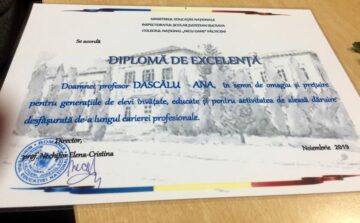 MINISTERUL EDUCAȚIEI NAȚIONALE
INSPECTORATUL ȘCOLAR JUDEȚEAN SUCEAVA
COLEGIUL NAȚIONAL „NICU GANE” FĂLTICENI
Se acordă
DIPLOMĂ DE EXCELENȚĂ
Doamnei profesor DASCĂLU ANA, în semn de omagiu și prețuire
pentru generațiile de elevi învățate, educate și pentru activitatea de aleasă dăruire
desfășurată de-a lungul carierei profesionale.
Director,
prof. Nechifor Elena-Cristina
Noiembrie 2019
ROMÂNIA